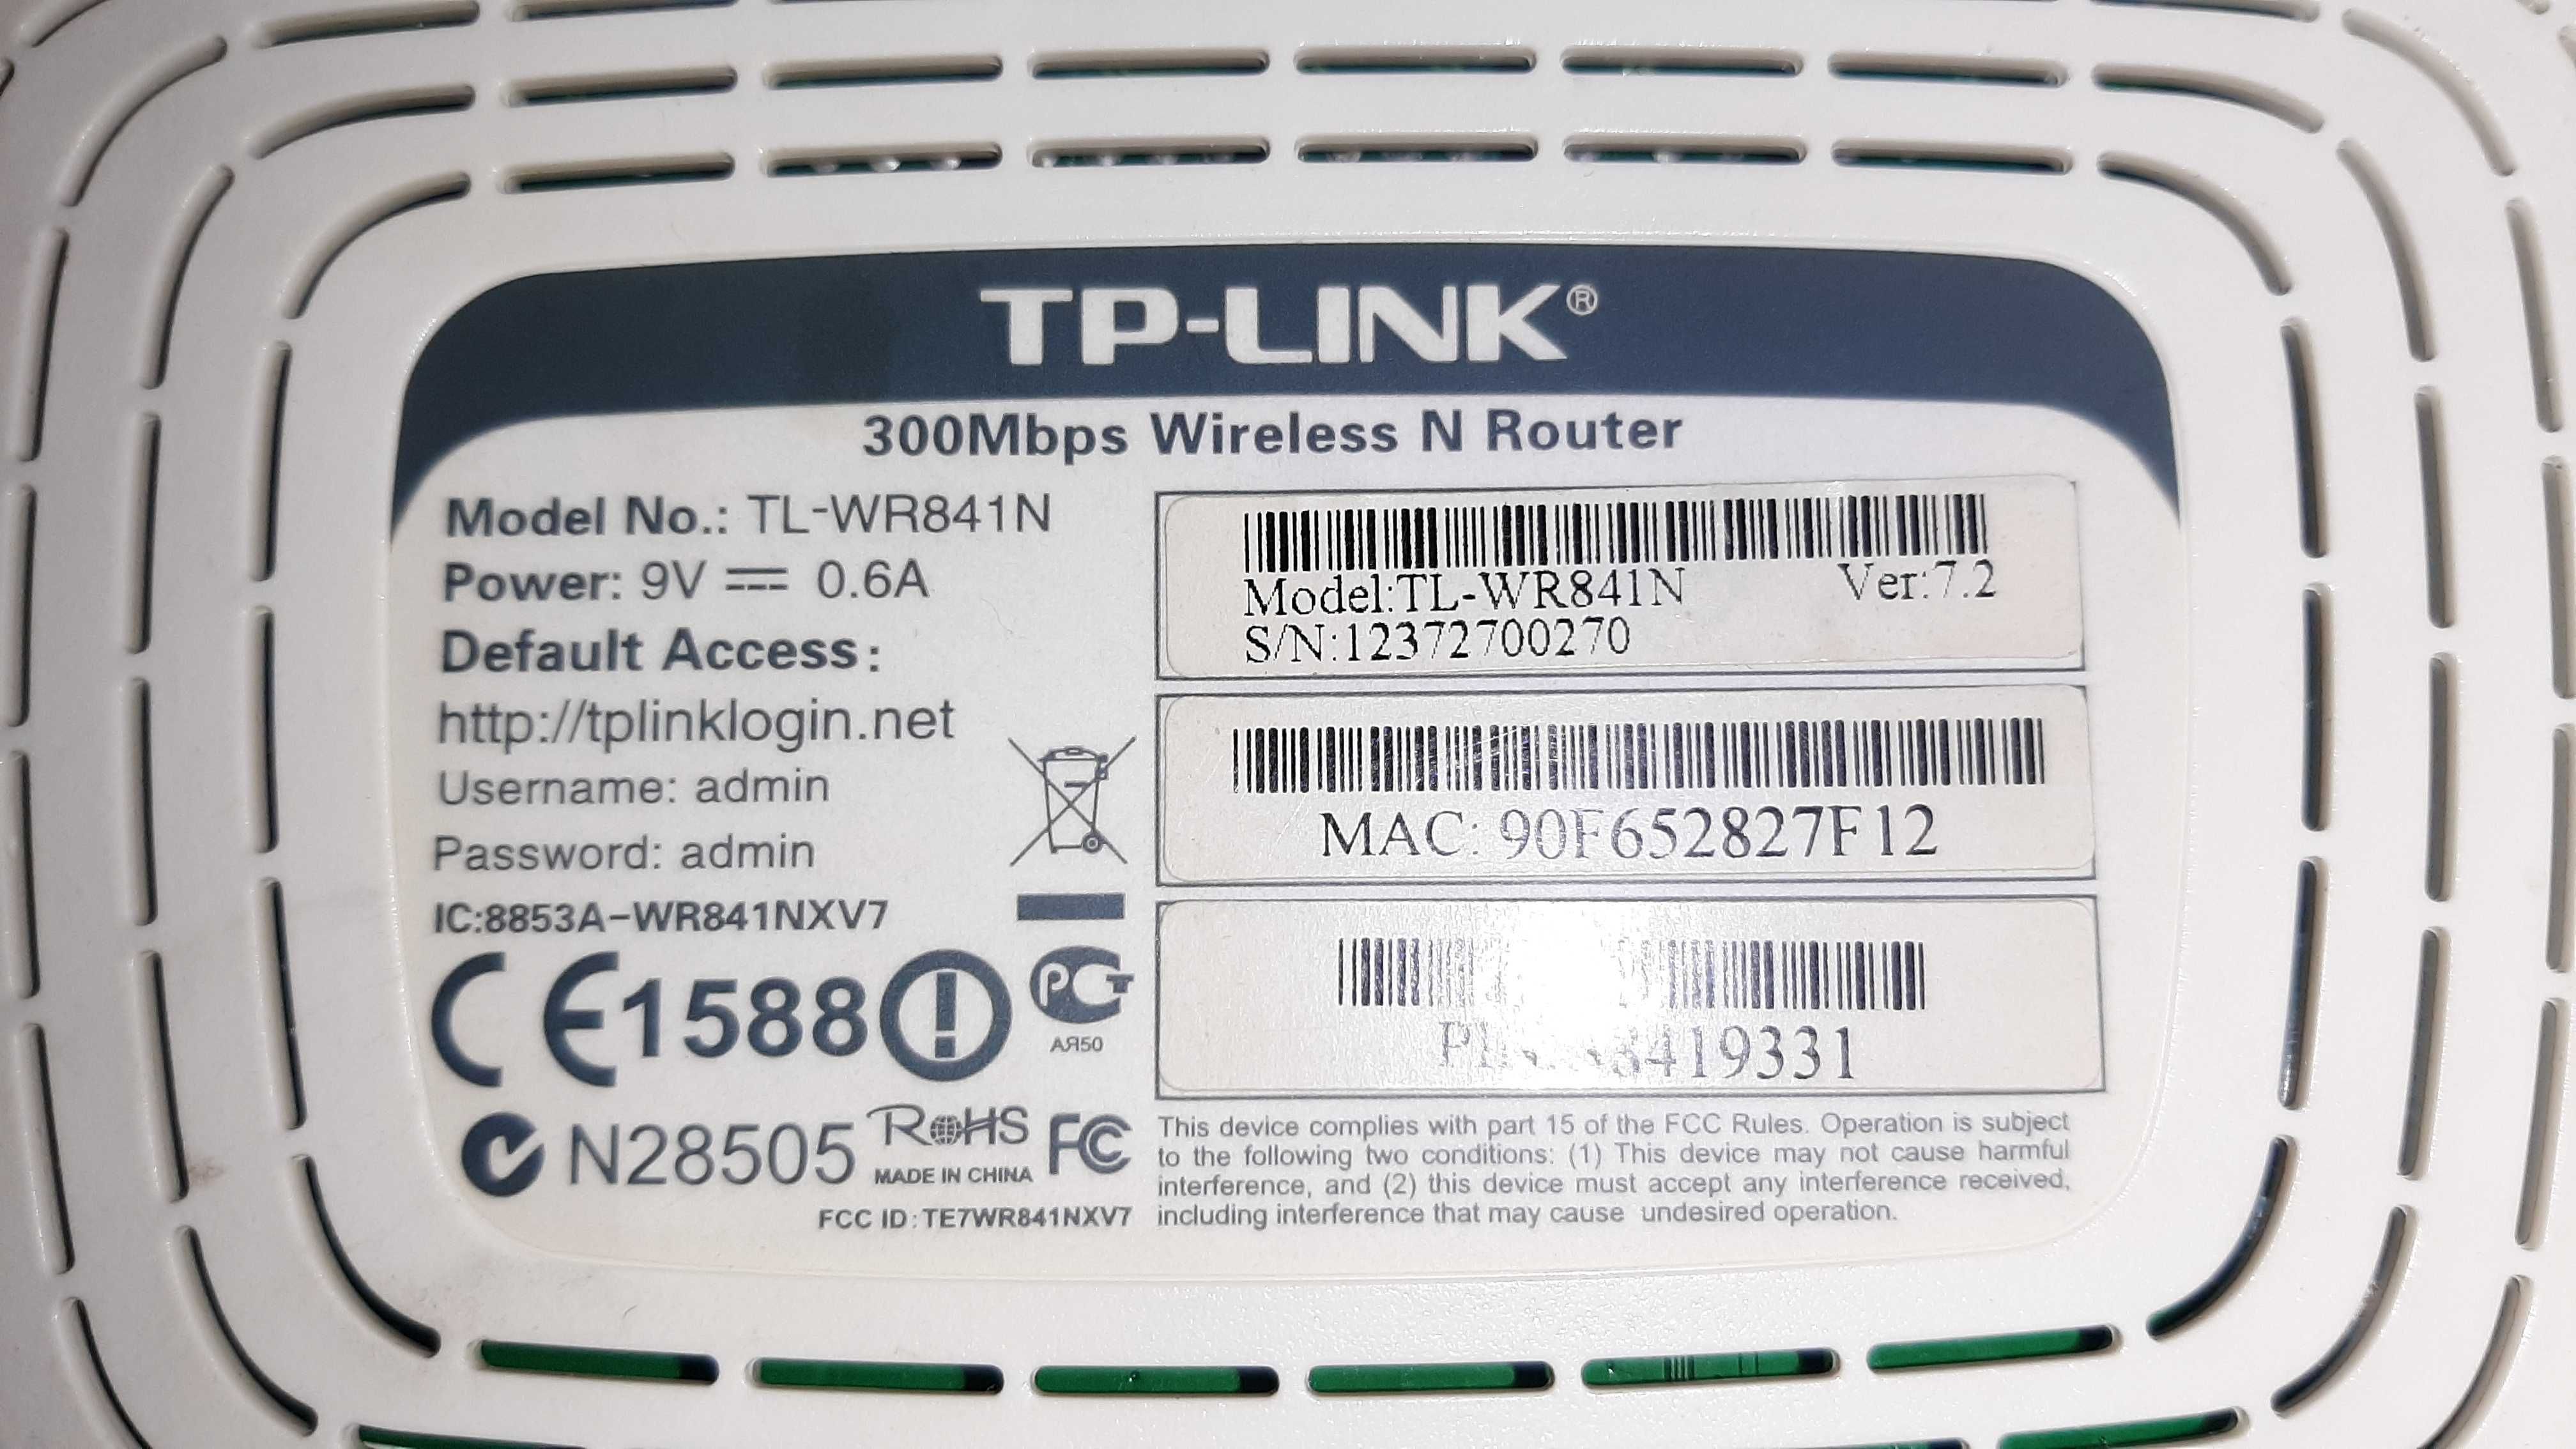 TP-LINK®
300Mbps Wireless N Router
Model No.: TL-WR841N
Power: 9V ⎓ 0.6A
Default Access:
http://tplinklogin.net
Username: admin
Password: admin
IC:8853A-WR841NXV7
CE1588
PCT
АЯ50
N28505
RoHS
MADE IN CHINA
FC
FCC ID:TE7WR841NXV7
Model:TL-WR841N Ver:7.2
S/N:12372700270
MAC: 90F652827F12
This device complies with part 15 of the FCC Rules. Operation is subject
to the following two conditions: (1) This device may not cause harmful
interference, and (2) this device must accept any interference received,
including interference that may cause undesired operation.